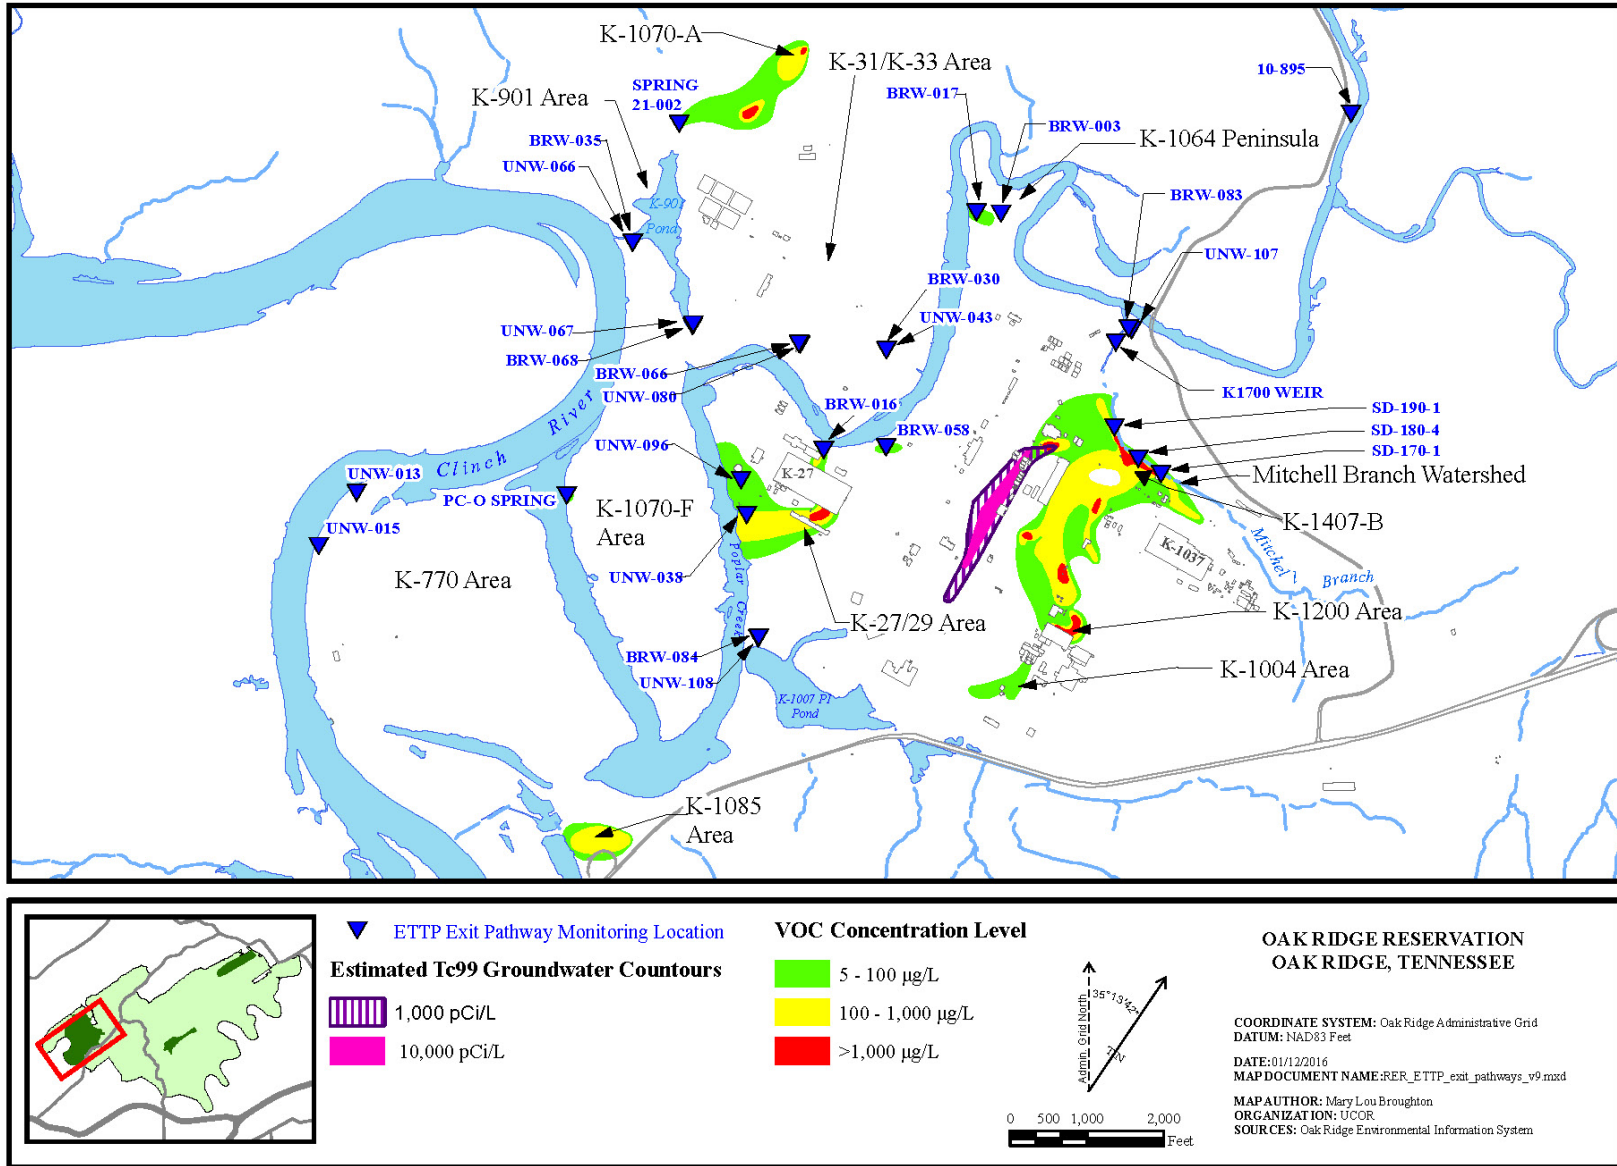 K-1070-A
K-31/K-33 Area
SPRING
21-002
K-901 Area
BRW-017
10-895
BRW-035
BRW-003
UNW-066
K-1064 Peninsula
BRW-083
K-901
Pond
UNW-107
BRW-030
UNW-043
UNW-067
BRW-068
BRW-066
UNW-080
K1700 WEIR
BRW-016
SD-190-1
BRW-058
SD-180-4
UNW-096
SD-170-1
Clinch River
UNW-013
K-27
Mitchell Branch Watershed
PC-O SPRING
K-1070-F
Area
K-1407-B
UNW-015
K-1037
Mitchel l Branch
K-770 Area
UNW-038
Poplar Creek
K-27/29 Area
K-1200 Area
BRW-084
UNW-108
K-1004 Area
K-1007 P1
Pond
K-1085
Area
ETTP Exit Pathway Monitoring Location
Estimated Tc99 Groundwater Countours
1,000 pCi/L
10,000 pCi/L
VOC Concentration Level
5 - 100 µg/L
100 - 1,000 µg/L
>1,000 µg/L
Admin. Grid North
35°13'42"
TN
0 500 1,000 2,000
Feet
OAK RIDGE RESERVATION
OAK RIDGE, TENNESSEE
COORDINATE SYSTEM: Oak Ridge Administrative Grid
DATUM: NAD83 Feet
DATE:01/12/2016
MAP DOCUMENT NAME:RER_ETTP_exit_pathways_v9.mxd
MAP AUTHOR: Mary Lou Broughton
ORGANIZATION: UCOR
SOURCES: Oak Ridge Environmental Information System